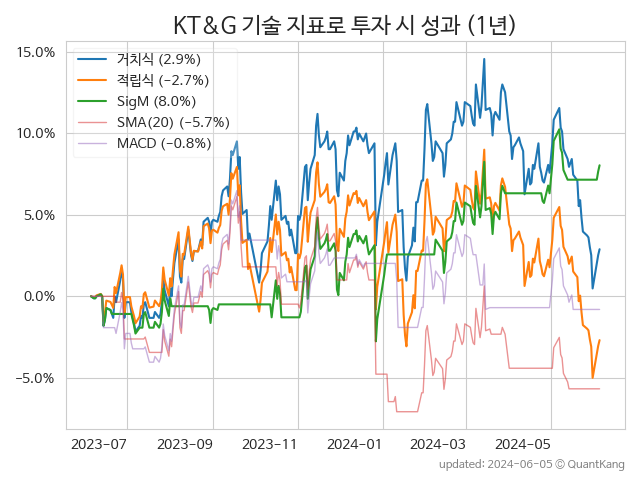 KT&G 기술 지표로 투자 시 성과 (1년)
15.0%
10.0%
5.0%
0.0%
−5.0%
거치식 (2.9%)
적립식 (−2.7%)
SigM (8.0%)
SMA(20) (−5.7%)
MACD (−0.8%)
2023-07 2023-09 2023-11 2024-01 2024-03 2024-05
updated: 2024-06-05 ⓒ QuantKang